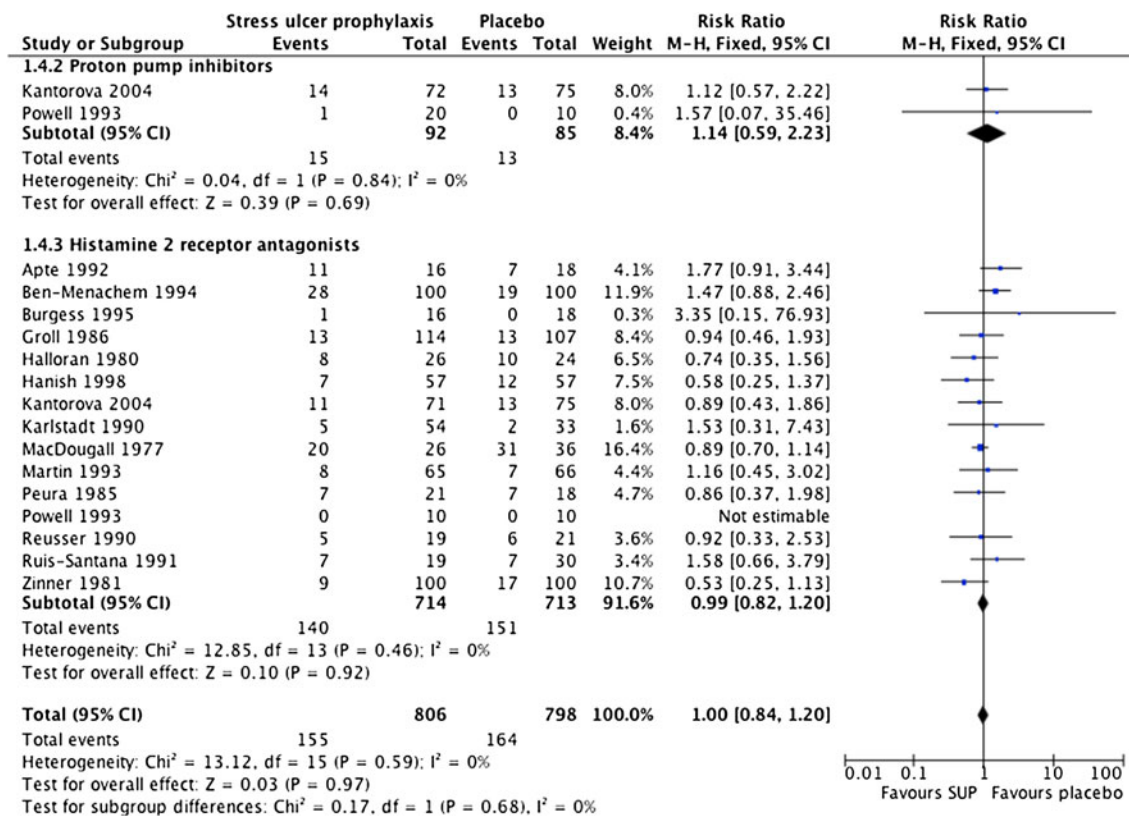 Stress ulcer prophylaxis Placebo Risk Ratio Risk Ratio
Study or Subgroup Events Total Events Total Weight M-H, Fixed, 95% CI M-H, Fixed, 95% CI
1.4.2 Proton pump inhibitors
Kantorova 2004 14 72 13 75 8.0% 1.12 [0.57, 2.22]
Powell 1993 1 20 0 10 0.4% 1.57 [0.07, 35.46]
Subtotal (95% CI) 92 85 8.4% 1.14 [0.59, 2.23]
Total events 15 13
Heterogeneity: Chi² = 0.04, df = 1 (P = 0.84); I² = 0%
Test for overall effect: Z = 0.39 (P = 0.69)
1.4.3 Histamine 2 receptor antagonists
Apte 1992 11 16 7 18 4.1% 1.77 [0.91, 3.44]
Ben-Menachem 1994 28 100 19 100 11.9% 1.47 [0.88, 2.46]
Burgess 1995 1 16 0 18 0.3% 3.35 [0.15, 76.93]
Groll 1986 13 114 13 107 8.4% 0.94 [0.46, 1.93]
Halloran 1980 8 26 10 24 6.5% 0.74 [0.35, 1.56]
Hanish 1998 7 57 12 57 7.5% 0.58 [0.25, 1.37]
Kantorova 2004 11 71 13 75 8.0% 0.89 [0.43, 1.86]
Karlstadt 1990 5 54 2 33 1.6% 1.53 [0.31, 7.43]
MacDougall 1977 20 26 31 36 16.4% 0.89 [0.70, 1.14]
Martin 1993 8 65 7 66 4.4% 1.16 [0.45, 3.02]
Peura 1985 7 21 7 18 4.7% 0.86 [0.37, 1.98]
Powell 1993 0 10 0 10 Not estimable
Reusser 1990 5 19 6 21 3.6% 0.92 [0.33, 2.53]
Ruis-Santana 1991 7 19 7 30 3.4% 1.58 [0.66, 3.79]
Zinner 1981 9 100 17 100 10.7% 0.53 [0.25, 1.13]
Subtotal (95% CI) 714 713 91.6% 0.99 [0.82, 1.20]
Total events 140 151
Heterogeneity: Chi² = 12.85, df = 13 (P = 0.46); I² = 0%
Test for overall effect: Z = 0.10 (P = 0.92)
Total (95% CI) 806 798 100.0% 1.00 [0.84, 1.20]
Total events 155 164
Heterogeneity: Chi² = 13.12, df = 15 (P = 0.59); I² = 0%
Test for overall effect: Z = 0.03 (P = 0.97)
Test for subgroup differences: Chi² = 0.17, df = 1 (P = 0.68), I² = 0%
0.01 0.1 1 10 100
Favours SUP Favours placebo